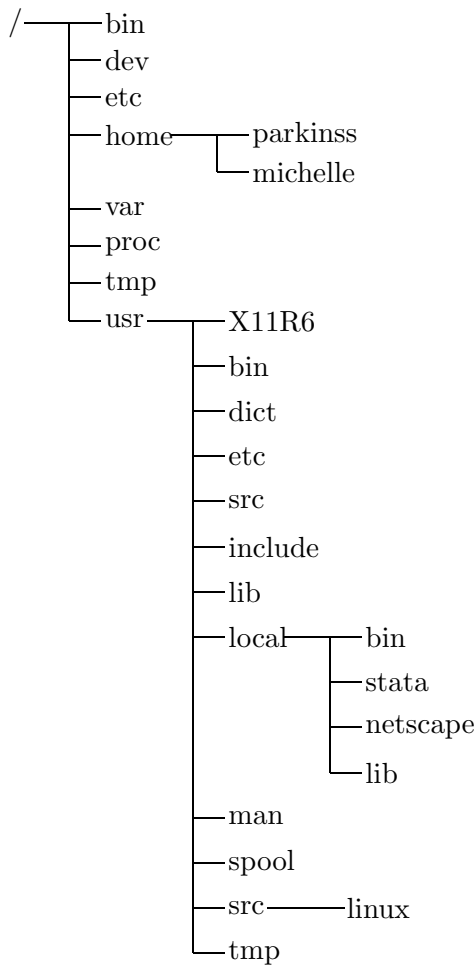 / bin
dev
etc
home parkinss
michelle
var
proc
tmp
usr X11R6
bin
dict
etc
src
include
lib
local bin
stata
netscape
lib
man
spool
src linux
tmp